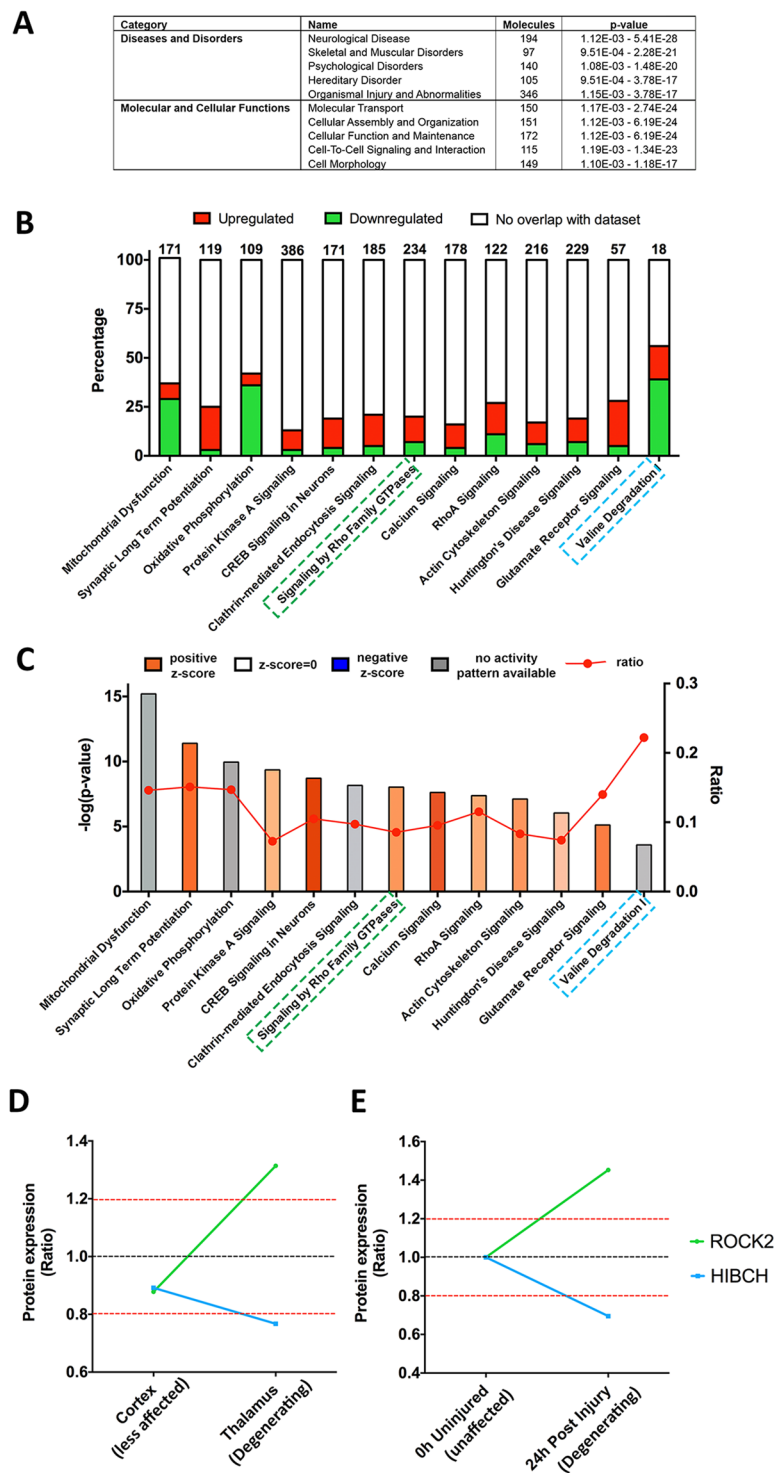 A
Category Name Molecules p-value
Diseases and Disorders Neurological Disease 194 1.12E-03 - 5.41E-28
Skeletal and Muscular Disorders 97 9.51E-04 - 2.28E-21
Psychological Disorders 140 1.08E-03 - 1.48E-20
Hereditary Disorder 105 9.51E-04 - 3.78E-17
Organismal Injury and Abnormalities 346 1.15E-03 - 3.78E-17
Molecular and Cellular Functions Molecular Transport 150 1.17E-03 - 2.74E-24
Cellular Assembly and Organization 151 1.12E-03 - 6.19E-24
Cellular Function and Maintenance 172 1.12E-03 - 6.19E-24
Cell-To-Cell Signaling and Interaction 115 1.19E-03 - 1.34E-23
Cell Morphology 149 1.10E-03 - 1.18E-17
B
Upregulated Downregulated No overlap with dataset
171 119 109 386 171 185 234 178 122 216 229 57 18
Percentage
100
75
50
25
0
Mitochondrial Dysfunction
Synaptic Long Term Potentiation
Oxidative Phosphorylation
Protein Kinase A Signaling
CREB Signaling in Neurons
Clathrin-mediated Endocytosis Signaling
Signaling by Rho Family GTPases
Calcium Signaling
RhoA Signaling
Actin Cytoskeleton Signaling
Huntington's Disease Signaling
Glutamate Receptor Signaling
Valine Degradation I
C
positive z-score
z-score=0
negative z-score
no activity pattern available
ratio
-log(p-value)
15
10
5
0
Ratio
0.3
0.2
0.1
0.0
Mitochondrial Dysfunction
Synaptic Long Term Potentiation
Oxidative Phosphorylation
Protein Kinase A Signaling
CREB Signaling in Neurons
Clathrin-mediated Endocytosis Signaling
Signaling by Rho Family GTPases
Calcium Signaling
RhoA Signaling
Actin Cytoskeleton Signaling
Huntington's Disease Signaling
Glutamate Receptor Signaling
Valine Degradation I
D
Protein expression
(Ratio)
1.4
1.2
1.0
0.8
0.6
Cortex
(less affected)
Thalamus
(Degenerating)
E
Protein expression
(Ratio)
1.6
1.4
1.2
1.0
0.8
0.6
0.4
0h Uninjured
(unaffected)
24h Post Injury
(Degenerating)
ROCK2
HIBCH